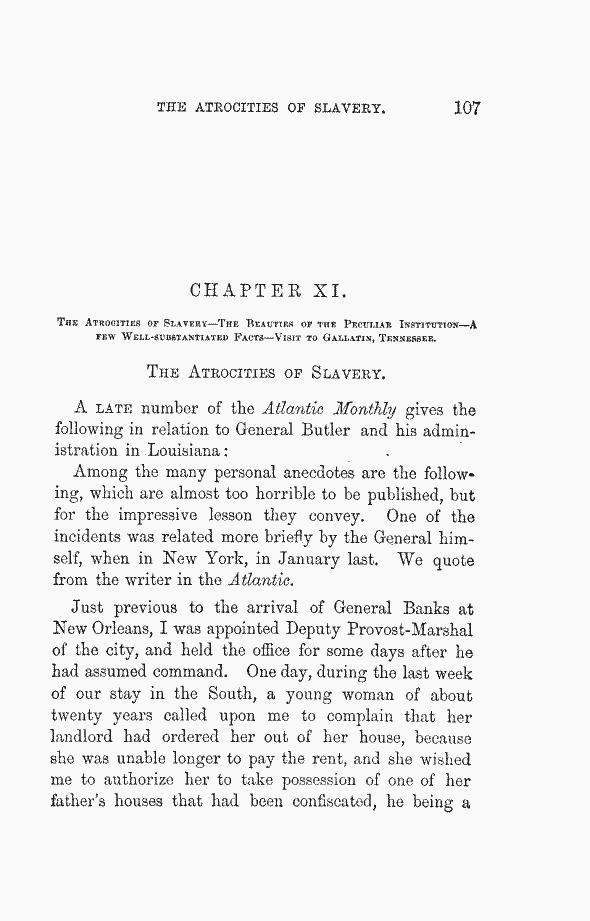 THE ATROCITIES OF SLAVERY. 107
CHAPTER XI.
THE ATROCITIES OF SLAVERY—THE BEAUTIES OF THE PECULIAR INSTITUTION—A
FEW WELL-SUBSTANTIATED FACTS—VISIT TO GALLATIN, TENNESSEE.
THE ATROCITIES OF SLAVERY.
A LATE number of the Atlantic Monthly gives the
following in relation to General Butler and his admin-
istration in Louisiana:
Among the many personal anecdotes are the follow-
ing, which are almost too horrible to be published, but
for the impressive lesson they convey. One of the
incidents was related more briefly by the General him-
self, when in New York, in January last. We quote
from the writer in the Atlantic.
Just previous to the arrival of General Banks at
New Orleans, I was appointed Deputy Provost-Marshal
of the city, and held the office for some days after he
had assumed command. One day, during the last week
of our stay in the South, a young woman of about
twenty years called upon me to complain that her
landlord had ordered her out of her house, because
she was unable longer to pay the rent, and she wished
me to authorize her to take possession of one of her
father's houses that had been confiscated, he being a